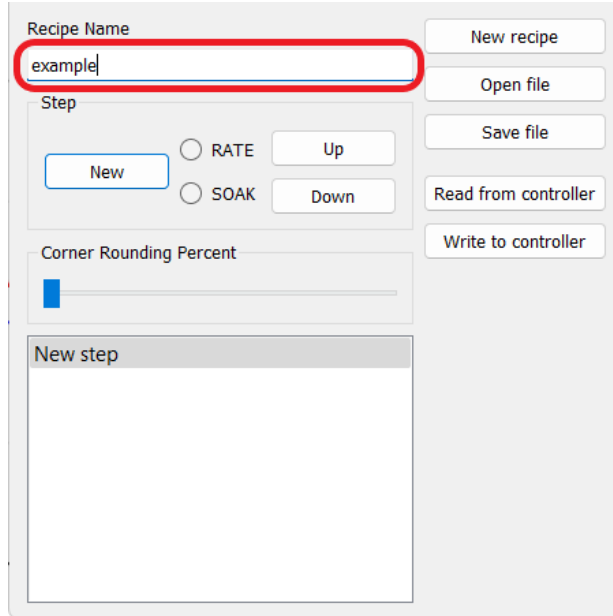 Recipe Name
example
Step
New
RATE
SOAK
Up
Down
Corner Rounding Percent
New step
New recipe
Open file
Save file
Read from controller
Write to controller